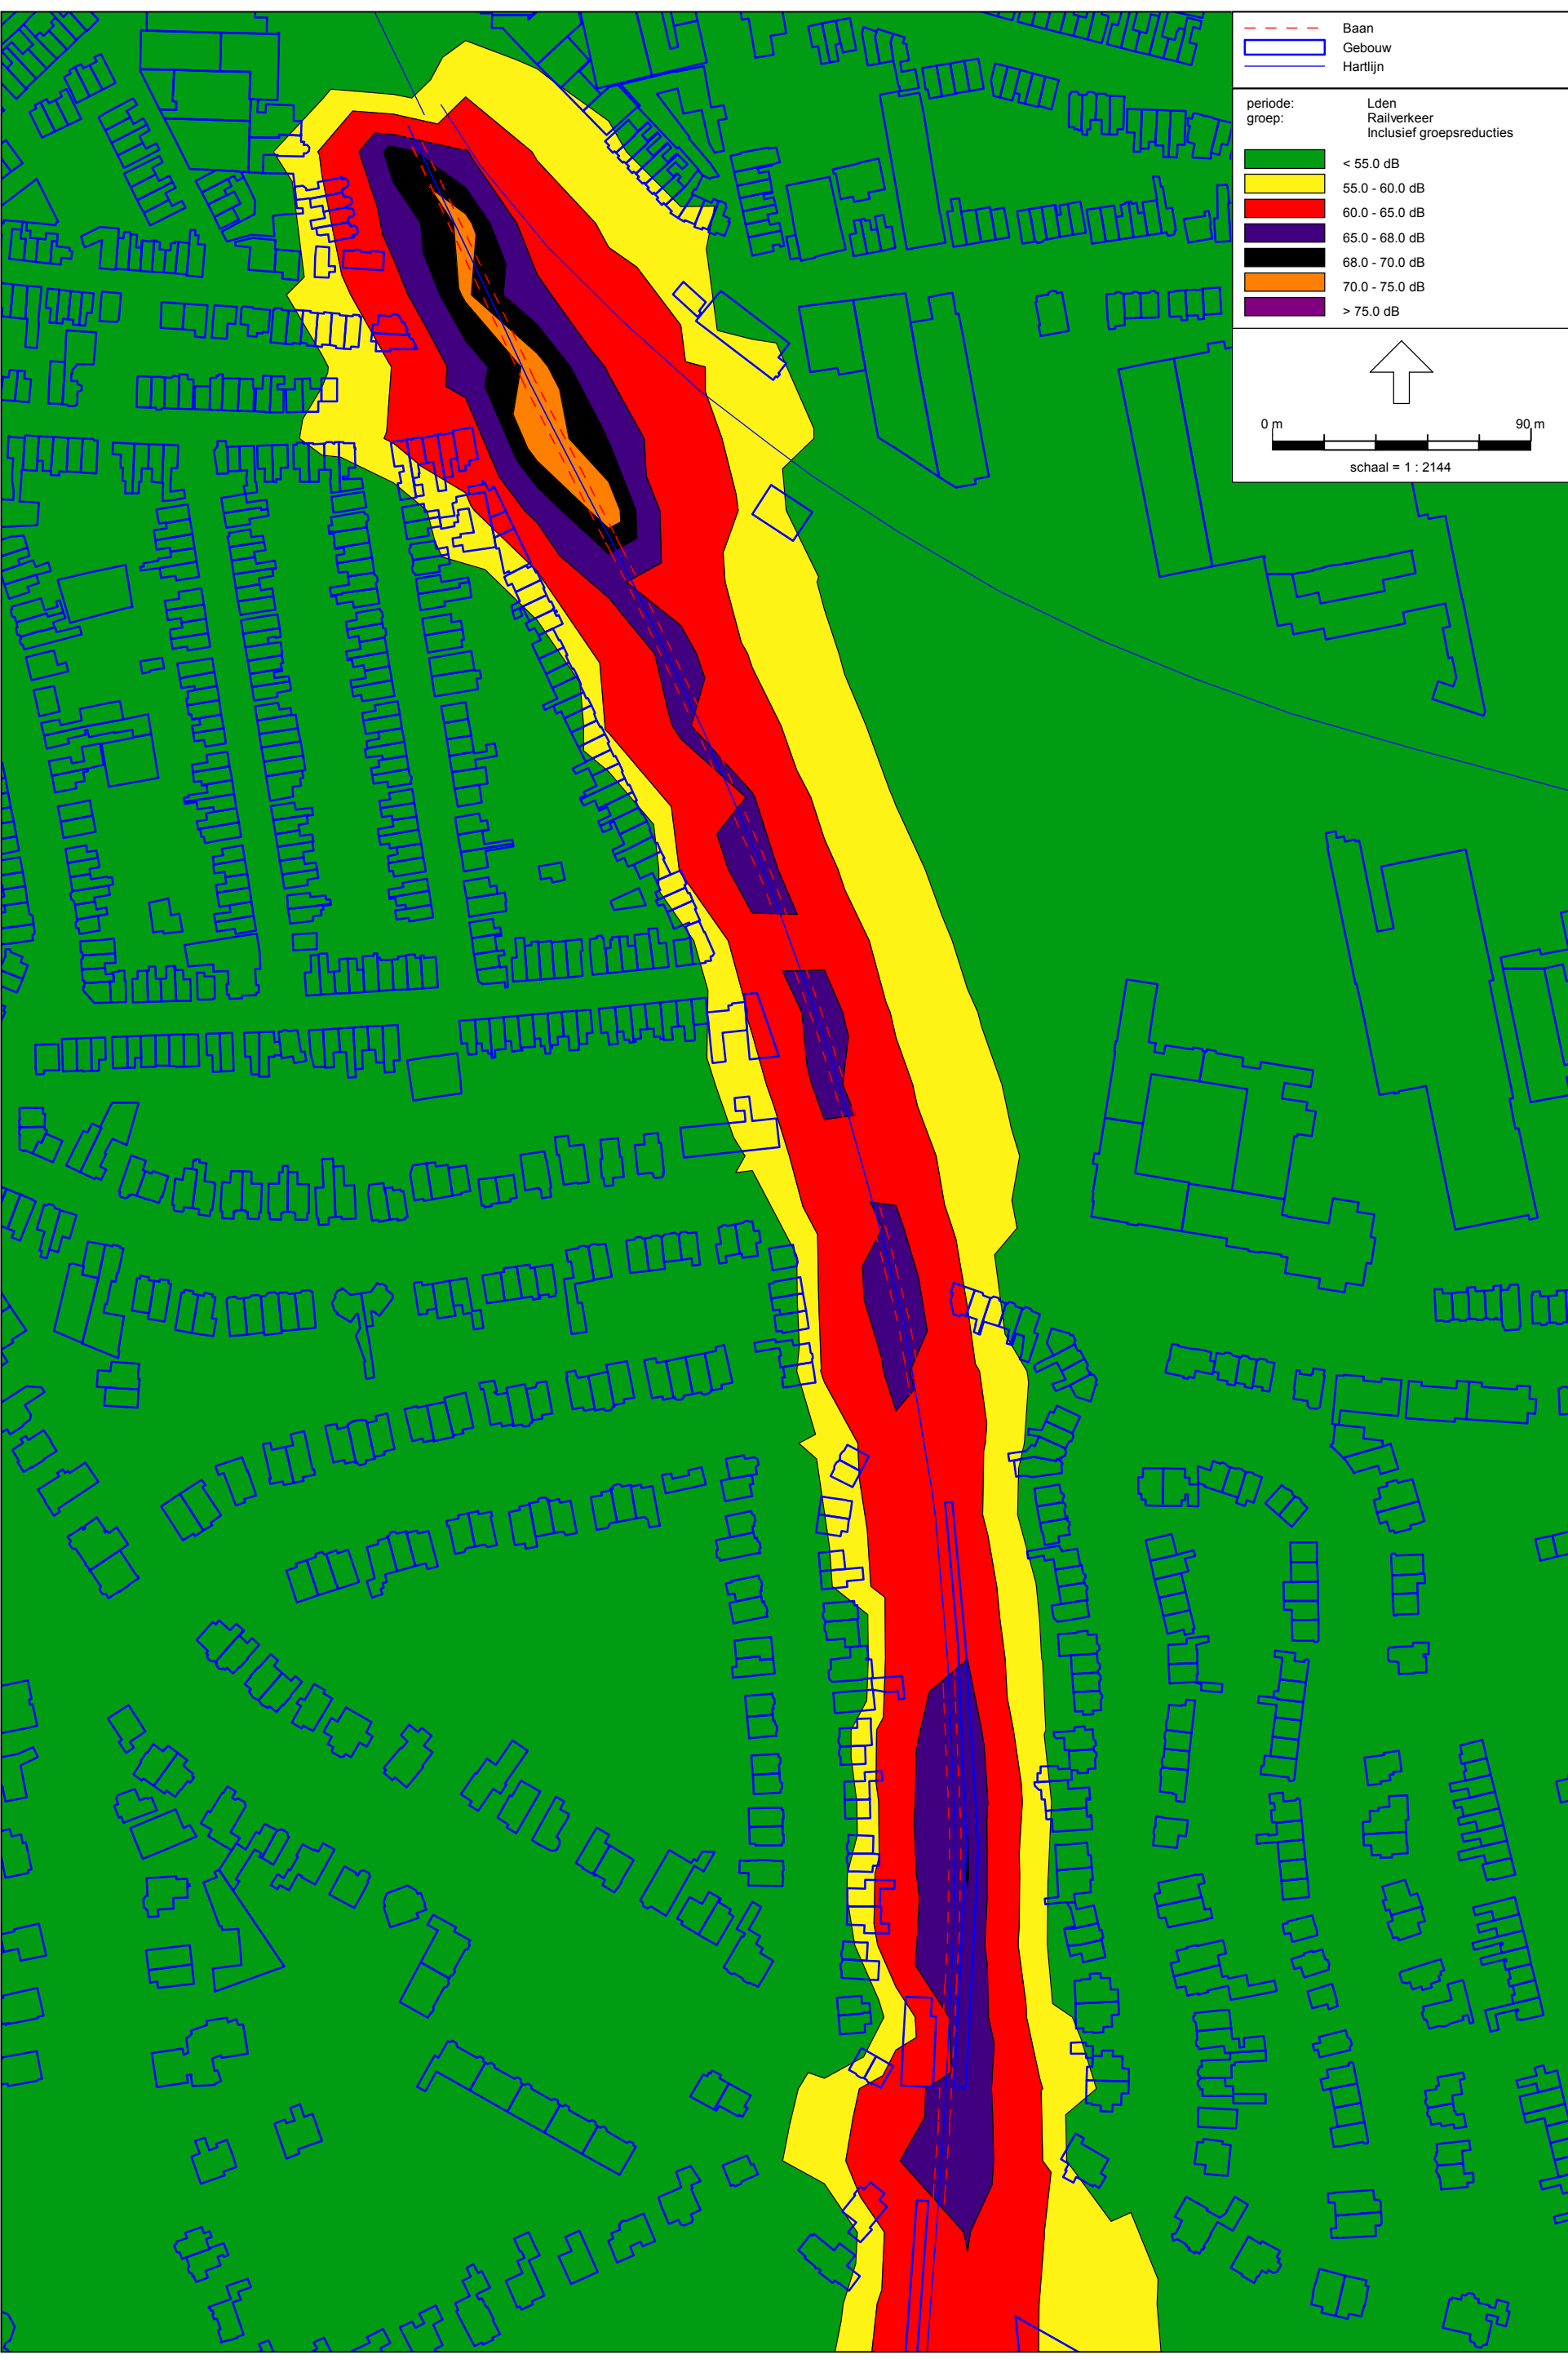 Baan
Gebouw
Hartlijn
periode: Lden
groep: Railverkeer
Inclusief groepsreducties
< 55.0 dB
55.0 - 60.0 dB
60.0 - 65.0 dB
65.0 - 68.0 dB
68.0 - 70.0 dB
70.0 - 75.0 dB
> 75.0 dB
0 m 90 m
schaal = 1 : 2144